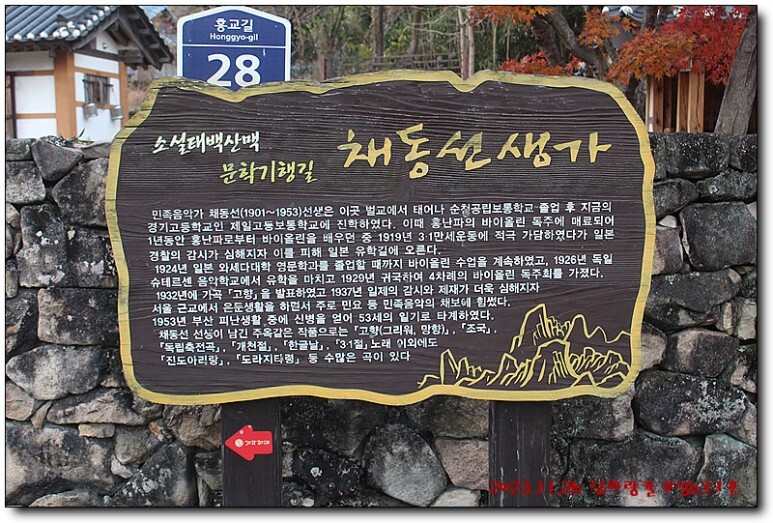 홍교길
Honggyo-gil
28
소설태백산맥
문학기행길
채동선생가
민족음악가 채동선(1901~1953)선생은 이곳 벌교에서 태어나 순천공립보통학교 졸업 후 지금의
경기고등학교인 제일고등보통학교에 진학하였다. 이때 홍난파의 바이올린 독주에 매료되어
1년동안 홍난파로부터 바이올린을 배우던 중 1919년 3.1만세운동에 적극 가담하였다가 일본
경찰의 감시가 심해지자 이를 피해 일본 유학길에 오른다.
1924년 일본 와세다대학 영문학과를 졸업할 때까지 바이올린 수업을 계속하였고, 1926년 독일
슈테르센 음악학교에서 유학을 마치고 1929년 귀국하여 4차례의 바이올린 독주회를 가졌다.
1932년에 가곡 「고향」을 발표하였고 1937년 일제의 감시와 제재가 더욱 심해지자
서울 근교에서 은둔생활을 하면서 주로 민요 등 민족음악의 채보에 힘썼다.
1953년 부산 피난생활 중에 신병을 얻어 53세의 일기로 타계하였다.
채동선 선생이 남긴 주옥같은 작품으로는 「고향(그리워, 망향)」, 「조국」,
「독립축전곡」, 「개천절」, 「한글날」, 「3·1절」노래 이외에도
「진도아리랑」, 「도라지타령」 등 수많은 곡이 있다